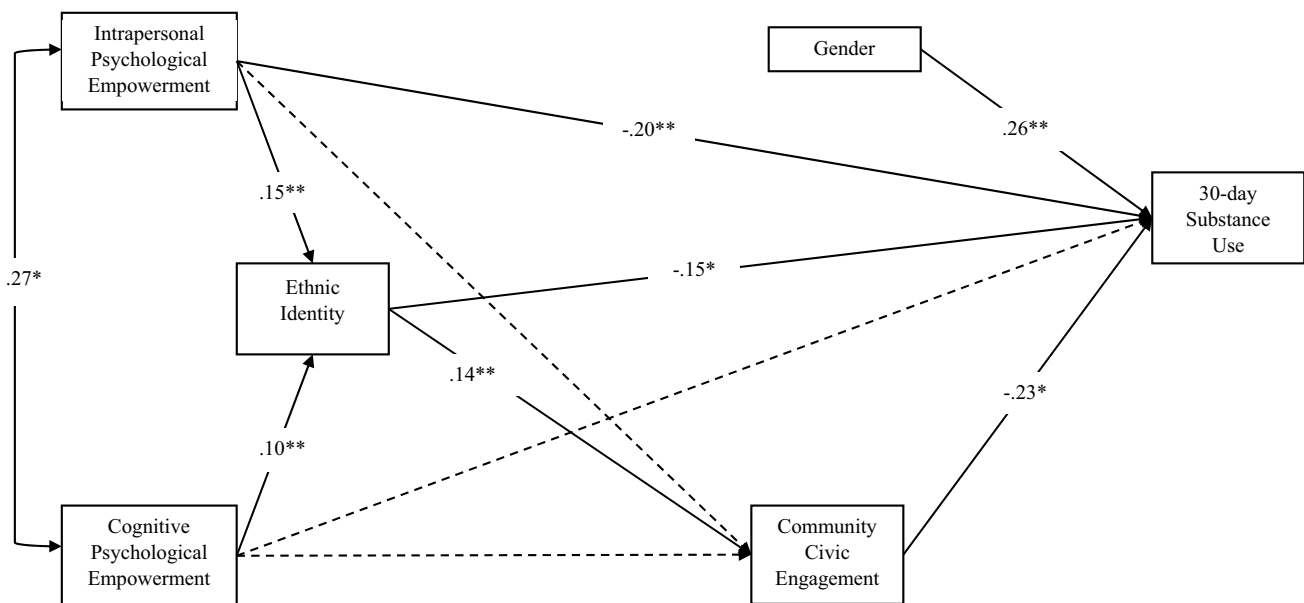 Intrapersonal
Psychological
Empowerment
Gender
-.20**
.26**
.15**
30-day
Substance
Use
.27*
Ethnic
Identity
-.15*
.14**
-.23*
.10**
Cognitive
Psychological
Empowerment
Community
Civic
Engagement